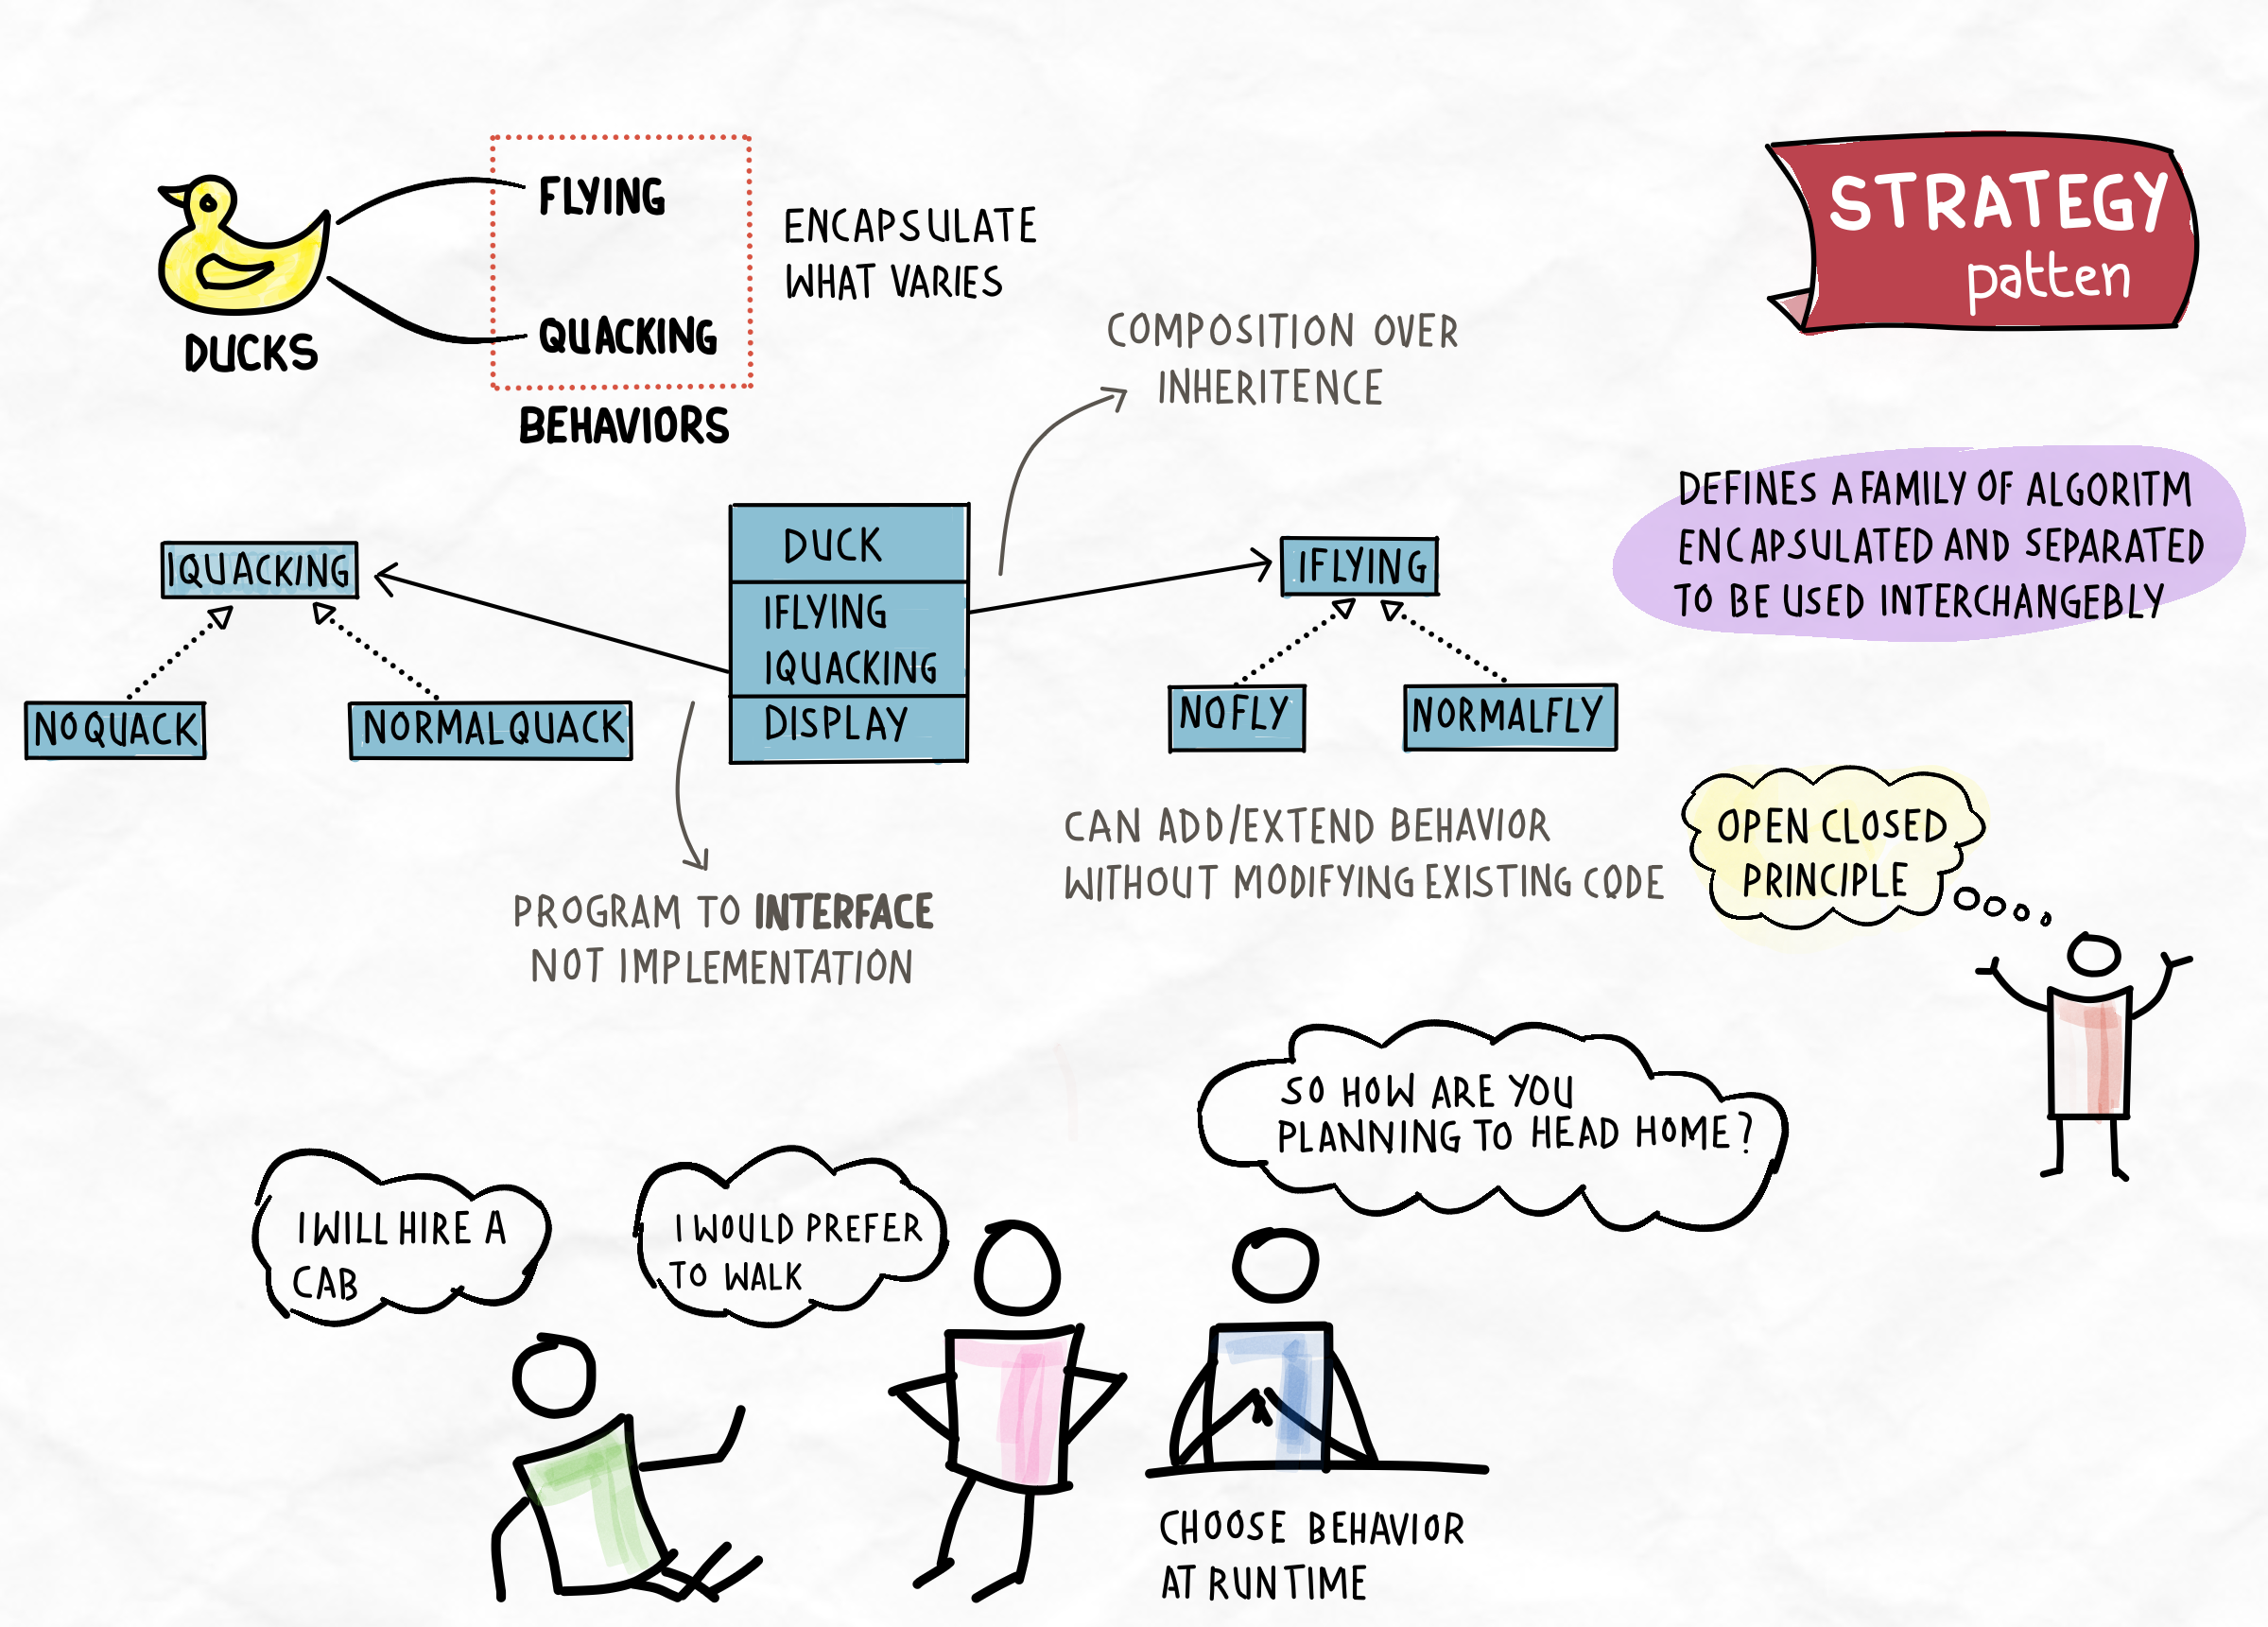 FLYING
QUACKING
DUCKS
BEHAVIORS
ENCAPSULATE
WHAT VARIES
STRATEGY
patten
COMPOSITION OVER
INHERITENCE
DEFINES A FAMILY OF ALGORITM
ENCAPSULATED AND SEPARATED
TO BE USED INTERCHANGEBLY
IQUACKING
NOQUACK
NORMALQUACK
DUCK
IFLYING
IQUACKING
DISPLAY
IFLYING
NOFLY
NORMALFLY
PROGRAM TO INTERFACE
NOT IMPLEMENTATION
CAN ADD/EXTEND BEHAVIOR
WITHOUT MODIFYING EXISTING CODE
OPEN CLOSED
PRINCIPLE
SO HOW ARE YOU
PLANNING TO HEAD HOME?
I WILL HIRE A
CAB
I WOULD PREFER
TO WALK
CHOOSE BEHAVIOR
AT RUNTIME